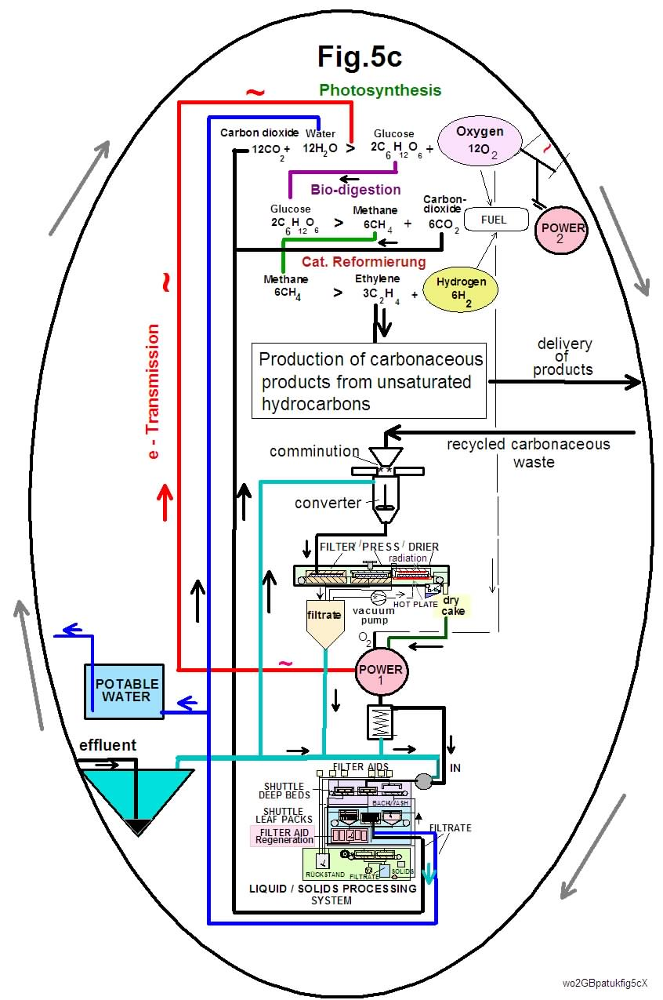 Fig.5c
Photosynthesis
~
Carbon dioxide Water Glucose Oxygen
12CO2 + 12H2O > 2C6H12O6 + 12O2
~
Bio-digestion
Glucose Methane Carbon-
dioxide
2C6H12O6 > 6CH4 + 6CO2
FUEL
POWER
2
Cat. Reformierung
Methane Ethylene Hydrogen
6CH4 > 3C2H4 + 6H2
~
e - Transmission
Production of carbonaceous
products from unsaturated
hydrocarbons
delivery
of
products
recycled carbonaceous
waste
comminution
* *
converter
FILTER / PRESS / DRIER
radiation
HOT PLATE
vacuum
pump
filtrate
dry
cake
O2
POWER
1
~
POTABLE
WATER
effluent
IN
FILTER AIDS
SHUTTLE
DEEP BEDS
BACKWASH
SHUTTLE
LEAF PACKS
FILTRATE
FILTER AID
Regeneration
RÜCKSTAND
FILTRATE
SOLIDS
LIQUID / SOLIDS PROCESSING
SYSTEM
wo2GBpatukfig5cX